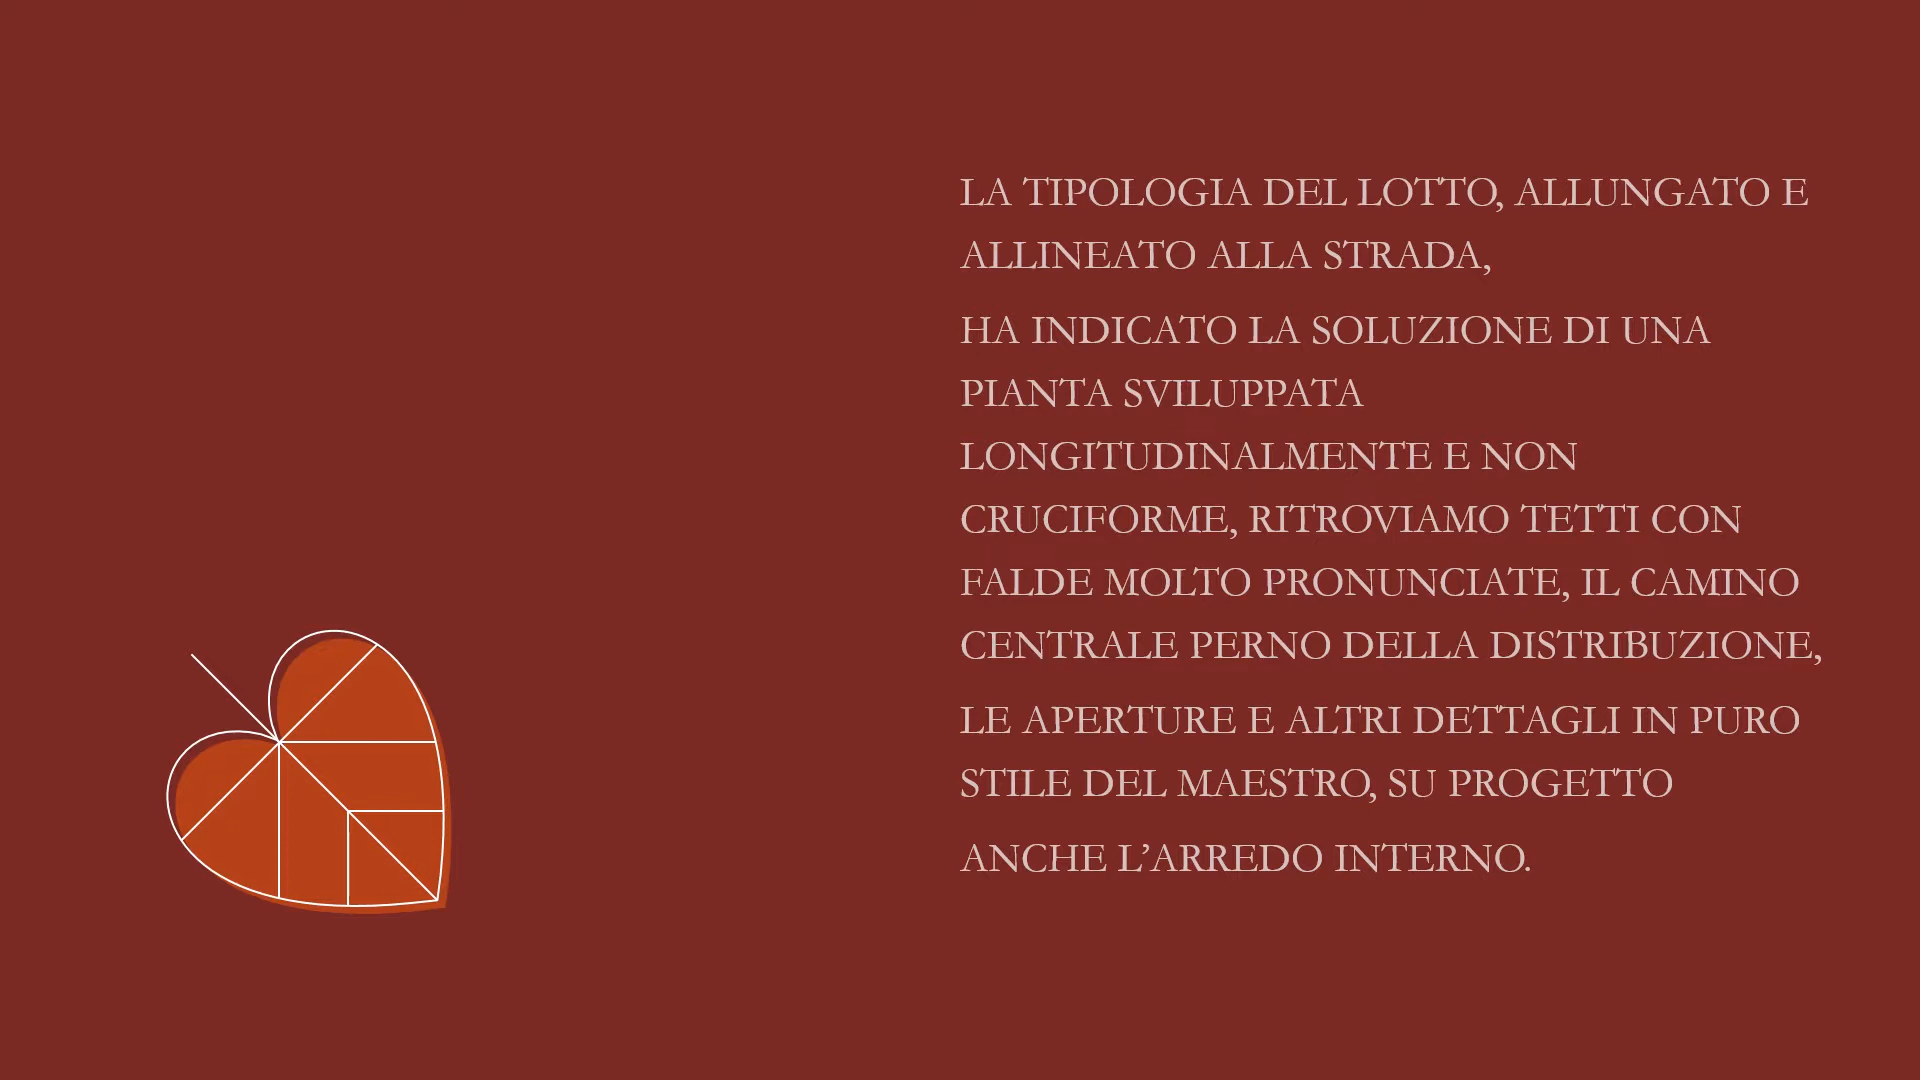 LA TIPOLOGIA DEL LOTTO, ALLUNGATO E
ALLINEATO ALLA STRADA,
HA INDICATO LA SOLUZIONE DI UNA
PIANTA SVILUPPATA
LONGITUDINALMENTE E NON
CRUCIFORME, RITROVIAMO TETTI CON
FALDE MOLTO PRONUNCIATE, IL CAMINO
CENTRALE PERNO DELLA DISTRIBUZIONE,
LE APERTURE E ALTRI DETTAGLI IN PURO
STILE DEL MAESTRO, SU PROGETTO
ANCHE L’ARREDO INTERNO.